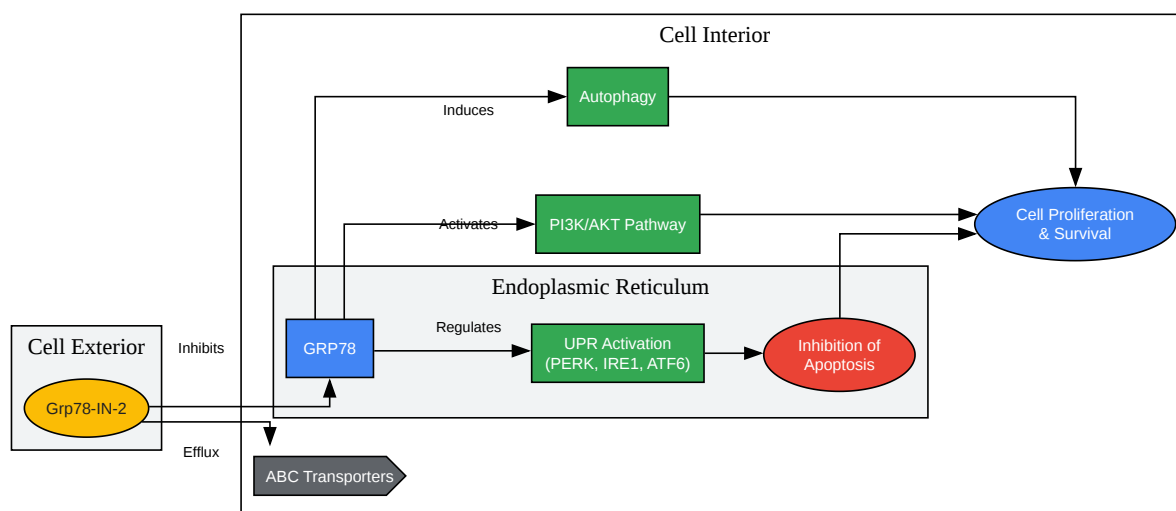 Cell Interior
Autophagy
Induces
Cell Proliferation
& Survival
Activates
PI3K/AKT Pathway
Endoplasmic Reticulum
Regulates
Cell Exterior
Inhibits
GRP78
UPR Activation
(PERK, IRE1, ATF6)
Inhibition of
Apoptosis
Grp78-IN-2
Efflux
ABC Transporters